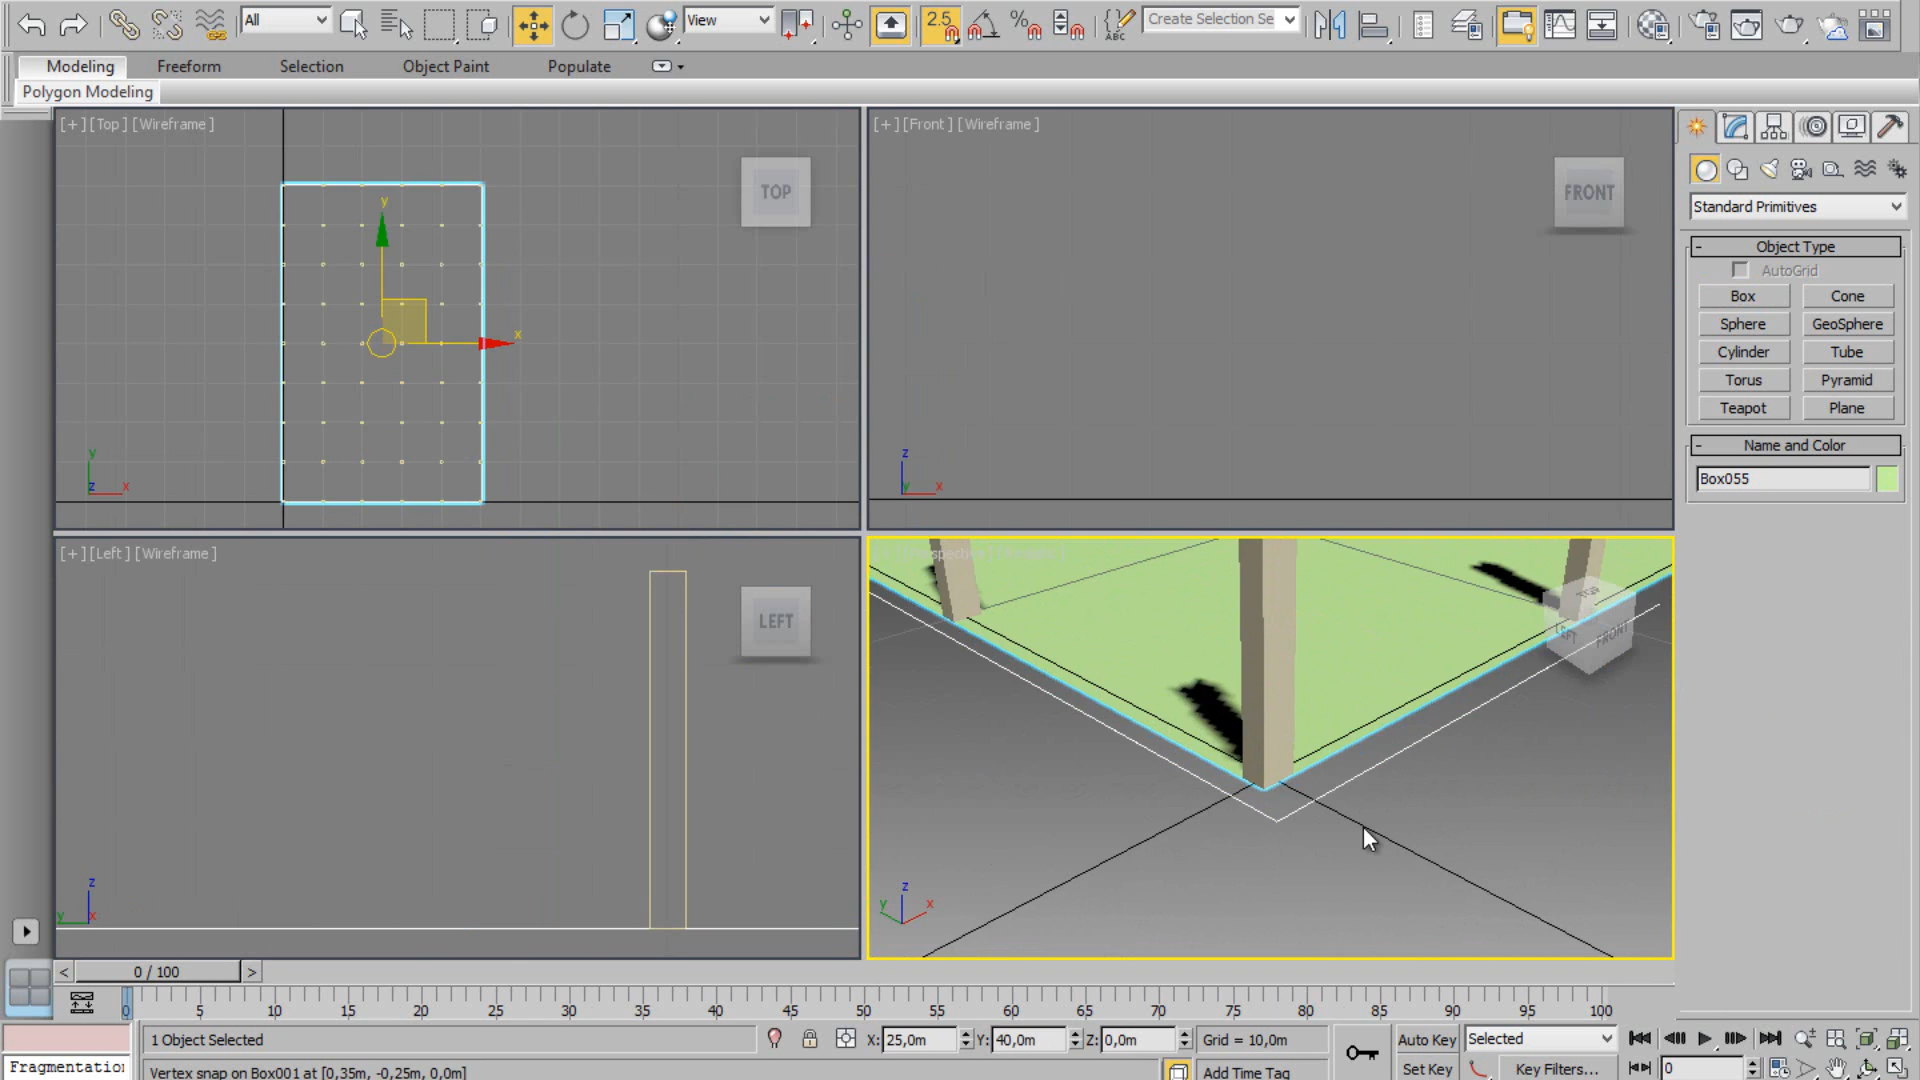 All
View
2.5
ABC
Create Selection Se
Modeling
Freeform
Selection
Object Paint
Populate
Polygon Modeling
[+][Top][Wireframe]
TOP
y
x
y
z
x
[+][Front][Wireframe]
FRONT
z
y
x
Standard Primitives
- Object Type
AutoGrid
Box
Cone
Sphere
GeoSphere
Cylinder
Tube
Torus
Pyramid
Teapot
Plane
- Name and Color
Box055
[+][Left][Wireframe]
LEFT
z
y
x
TOP
LEFT
FRONT
z
y
x
< 0 / 100 >
0 5 10 15 20 25 30 35 40 45 50 55 60 65 70 75 80 85 90 95 100
1 Object Selected
X: 25,0m Y: 40,0m Z: 0,0m
Grid = 10,0m
Auto Key
Selected
Vertex snap on Box001 at [0,35m, -0,25m, 0,0m]
Add Time Tag
Set Key
Key Filters...
0